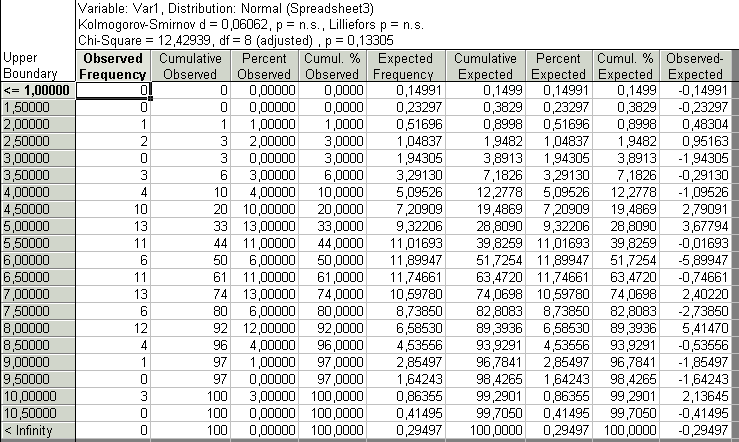 Variable: Var1, Distribution: Normal (Spreadsheet3)
Kolmogorov-Smirnov d = 0,06062, p = n.s., Lilliefors p = n.s.
Chi-Square = 12,42939, df = 8 (adjusted) , p = 0,13305
Upper Observed Cumulative Percent Cumul. % Expected Cumulative Percent Cumul. % Observed-
Boundary Frequency Observed Observed Observed Frequency Expected Expected Expected Expected
<= 1,00000 0 0 0,00000 0,0000 0,14991 0,1499 0,14991 0,1499 -0,14991
1,50000 0 0 0,00000 0,0000 0,23297 0,3829 0,23297 0,3829 -0,23297
2,00000 1 1 1,00000 1,0000 0,51696 0,8998 0,51696 0,8998 0,48304
2,50000 2 3 2,00000 3,0000 1,04837 1,9482 1,04837 1,9482 0,95163
3,00000 0 3 0,00000 3,0000 1,94305 3,8913 1,94305 3,8913 -1,94305
3,50000 3 6 3,00000 6,0000 3,29130 7,1826 3,29130 7,1826 -0,29130
4,00000 4 10 4,00000 10,0000 5,09526 12,2778 5,09526 12,2778 -1,09526
4,50000 10 20 10,00000 20,0000 7,20909 19,4869 7,20909 19,4869 2,79091
5,00000 13 33 13,00000 33,0000 9,32206 28,8090 9,32206 28,8090 3,67794
5,50000 11 44 11,00000 44,0000 11,01693 39,8259 11,01693 39,8259 -0,01693
6,00000 6 50 6,00000 50,0000 11,89947 51,7254 11,89947 51,7254 -5,89947
6,50000 11 61 11,00000 61,0000 11,74661 63,4720 11,74661 63,4720 -0,74661
7,00000 13 74 13,00000 74,0000 10,59780 74,0698 10,59780 74,0698 2,40220
7,50000 6 80 6,00000 80,0000 8,73850 82,8083 8,73850 82,8083 -2,73850
8,00000 12 92 12,00000 92,0000 6,58530 89,3936 6,58530 89,3936 5,41470
8,50000 4 96 4,00000 96,0000 4,53556 93,9291 4,53556 93,9291 -0,53556
9,00000 1 97 1,00000 97,0000 2,85497 96,7841 2,85497 96,7841 -1,85497
9,50000 0 97 0,00000 97,0000 1,64243 98,4265 1,64243 98,4265 -1,64243
10,00000 3 100 3,00000 100,0000 0,86355 99,2901 0,86355 99,2901 2,13645
10,50000 0 100 0,00000 100,0000 0,41495 99,7050 0,41495 99,7050 -0,41495
< Infinity 0 100 0,00000 100,0000 0,29497 100,0000 0,29497 100,0000 -0,29497